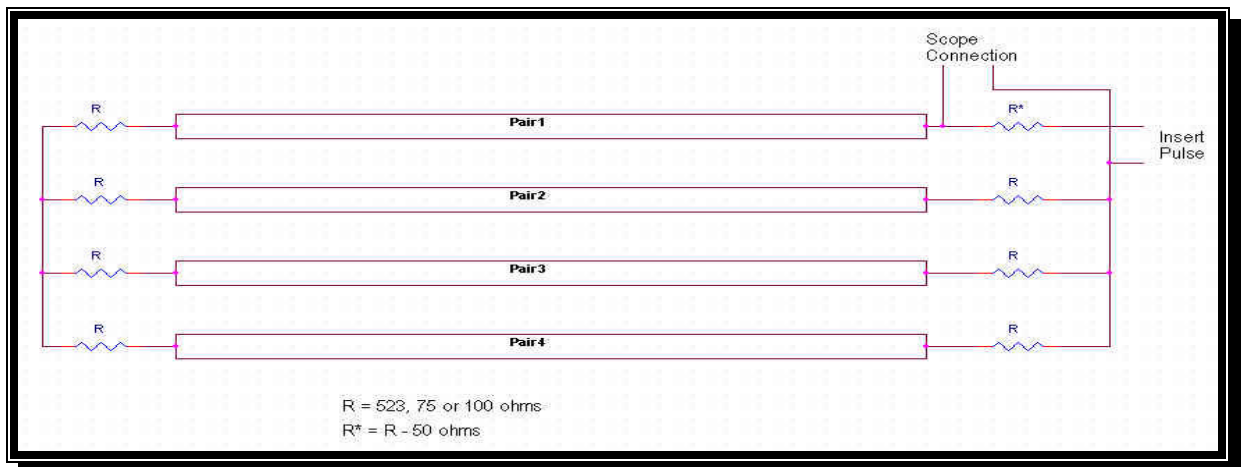 Scope
Connection
R
Pair1
R*
Insert
Pulse
R
Pair2
R
R
Pair3
R
R
Pair4
R
R = 523, 75 or 100 ohms
R* = R - 50 ohms